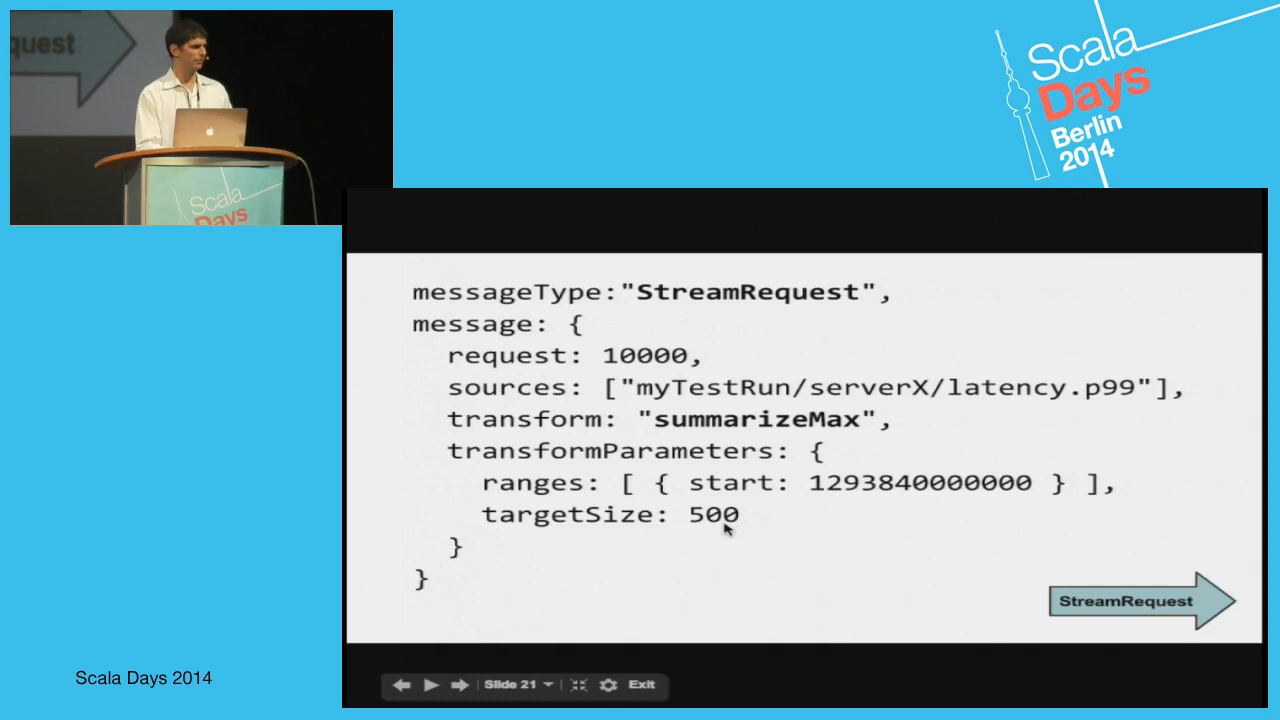 quest
Scala
Days
Scala
Days
Berlin
2014
messageType:"StreamRequest",
message: {
request: 10000,
sources: ["myTestRun/serverX/latency.p99"],
transform: "summarizeMax",
transformParameters: {
ranges: [ { start: 1293840000000 } ],
targetSize: 500
}
}
StreamRequest
Slide 21
Exit
Scala Days 2014